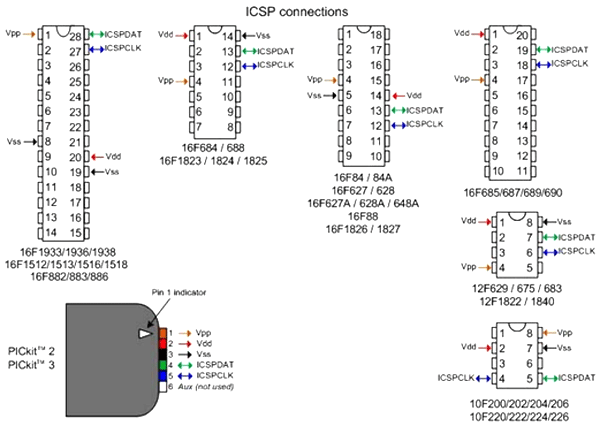 ICSP connections
Vpp 1 28 ICSPDAT
2 27 ICSPCLK
3 26
4 25
5 24
6 23
7 22
Vss 8 21
9 20 Vdd
10 19 Vss
11 18
12 17
13 16
14 15
16F1933/1936/1938
16F1512/1513/1516/1518
16F882/883/886
Vdd 1 14 Vss
2 13 ICSPDAT
3 12 ICSPCLK
Vpp 4 11
5 10
6 9
7 8
16F684 / 688
16F1823 / 1824 / 1825
1 18
2 17
3 16
Vpp 4 15
Vss 5 14 Vdd
6 13 ICSPDAT
7 12 ICSPCLK
8 11
9 10
16F84 / 84A
16F627 / 628
16F627A / 628A / 648A
16F88
16F1826 / 1827
Vdd 1 20
2 19 ICSPDAT
3 18 ICSPCLK
Vpp 4 17
5 16
6 15
7 14
8 13
9 12
10 11
16F685/687/689/690
Vdd 1 8 Vss
2 7 ICSPDAT
3 6 ICSPCLK
Vpp 4 5
12F629 / 675 / 683
12F1822 / 1840
1 8 Vpp
Vdd 2 7 Vss
3 6
ICSPCLK 4 5 ICSPDAT
10F200/202/204/206
10F220/222/224/226
Pin 1 indicator
PICkit™ 2
PICkit™ 3
1 Vpp
2 Vdd
3 Vss
4 ICSPDAT
5 ICSPCLK
6 Aux (not used)